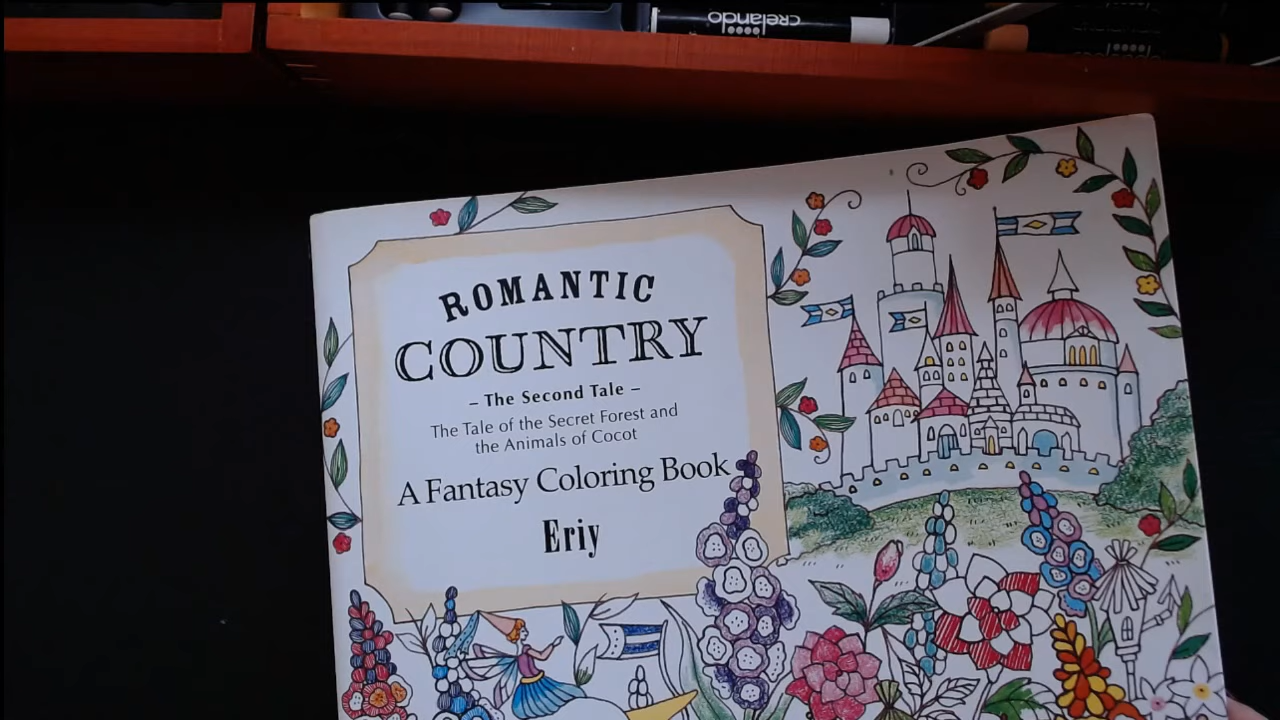 crelando
ROMANTIC
COUNTRY
– The Second Tale –
The Tale of the Secret Forest and
the Animals of Cocot
A Fantasy Coloring Book
Eriy